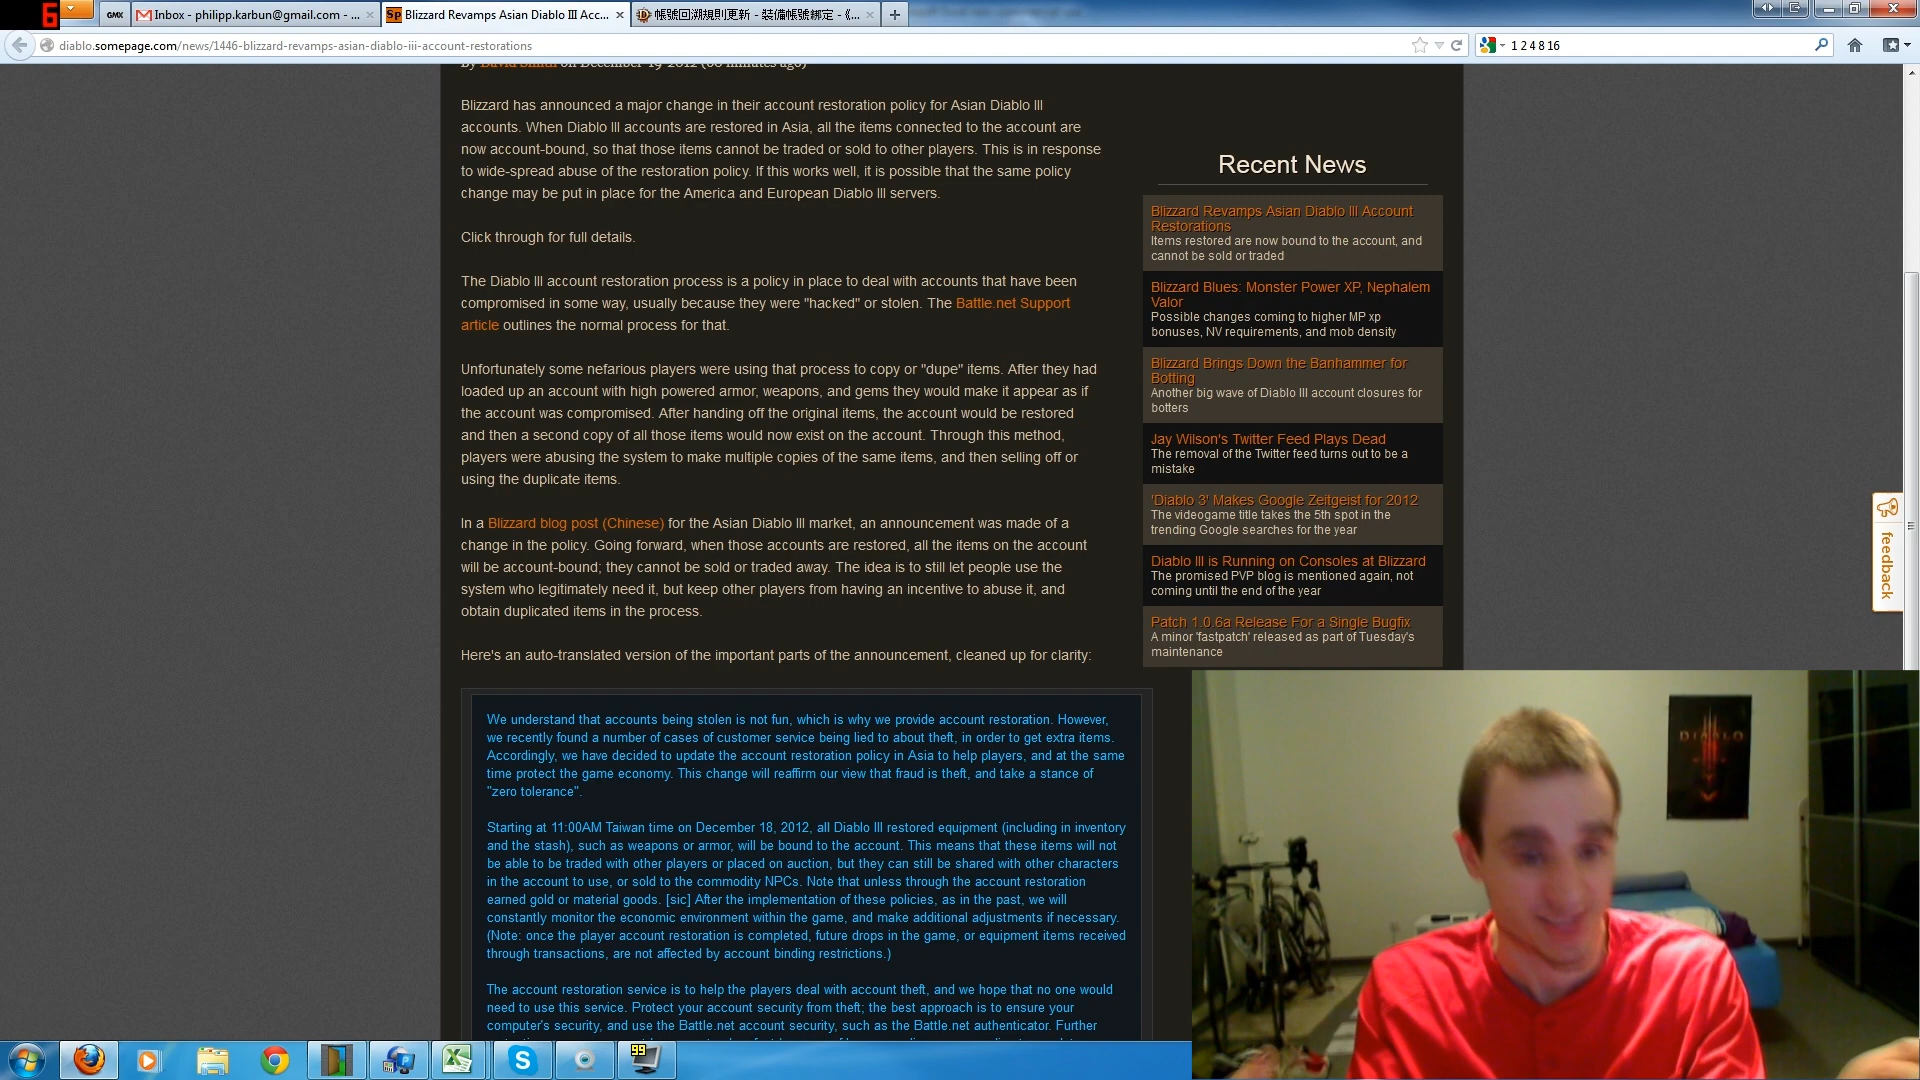 6
GMX
Inbox - philipp.karbun@gmail.com - ...
Sp Blizzard Revamps Asian Diablo III Acc...
帳號回溯規則更新 - 裝備帳號綁定 - 《...
diablo.somepage.com/news/1446-blizzard-revamps-asian-diablo-iii-account-restorations
1 2 4 8 16
By David Smith on December 19 2012 (60 minutes ago)
Blizzard has announced a major change in their account restoration policy for Asian Diablo III
accounts. When Diablo III accounts are restored in Asia, all the items connected to the account are
now account-bound, so that those items cannot be traded or sold to other players. This is in response
to wide-spread abuse of the restoration policy. If this works well, it is possible that the same policy
change may be put in place for the America and European Diablo III servers.
Click through for full details.
The Diablo III account restoration process is a policy in place to deal with accounts that have been
compromised in some way, usually because they were "hacked" or stolen. The Battle.net Support
article outlines the normal process for that.
Unfortunately some nefarious players were using that process to copy or "dupe" items. After they had
loaded up an account with high powered armor, weapons, and gems they would make it appear as if
the account was compromised. After handing off the original items, the account would be restored
and then a second copy of all those items would now exist on the account. Through this method,
players were abusing the system to make multiple copies of the same items, and then selling off or
using the duplicate items.
In a Blizzard blog post (Chinese) for the Asian Diablo III market, an announcement was made of a
change in the policy. Going forward, when those accounts are restored, all the items on the account
will be account-bound; they cannot be sold or traded away. The idea is to still let people use the
system who legitimately need it, but keep other players from having an incentive to abuse it, and
obtain duplicated items in the process.
Here's an auto-translated version of the important parts of the announcement, cleaned up for clarity:
We understand that accounts being stolen is not fun, which is why we provide account restoration. However,
we recently found a number of cases of customer service being lied to about theft, in order to get extra items.
Accordingly, we have decided to update the account restoration policy in Asia to help players, and at the same
time protect the game economy. This change will reaffirm our view that fraud is theft, and take a stance of
"zero tolerance".
Starting at 11:00AM Taiwan time on December 18, 2012, all Diablo III restored equipment (including in inventory
and the stash), such as weapons or armor, will be bound to the account. This means that these items will not
be able to be traded with other players or placed on auction, but they can still be shared with other characters
in the account to use, or sold to the commodity NPCs. Note that unless through the account restoration
earned gold or material goods. [sic] After the implementation of these policies, as in the past, we will
constantly monitor the economic environment within the game, and make additional adjustments if necessary.
(Note: once the player account restoration is completed, future drops in the game, or equipment items received
through transactions, are not affected by account binding restrictions.)
The account restoration service is to help the players deal with account theft, and we hope that no one would
need to use this service. Protect your account security from theft; the best approach is to ensure your
computer's security, and use the Battle.net account security, such as the Battle.net authenticator. Further
Recent News
Blizzard Revamps Asian Diablo III Account
Restorations
Items restored are now bound to the account, and
cannot be sold or traded
Blizzard Blues: Monster Power XP, Nephalem
Valor
Possible changes coming to higher MP xp
bonuses, NV requirements, and mob density
Blizzard Brings Down the Banhammer for
Botting
Another big wave of Diablo III account closures for
botters
Jay Wilson's Twitter Feed Plays Dead
The removal of the Twitter feed turns out to be a
mistake
'Diablo 3' Makes Google Zeitgeist for 2012
The videogame title takes the 5th spot in the
trending Google searches for the year
Diablo III is Running on Consoles at Blizzard
The promised PVP blog is mentioned again, not
coming until the end of the year
Patch 1.0.6a Release For a Single Bugfix
A minor 'fastpatch' released as part of Tuesday's
maintenance
feedback
DIABLO
99